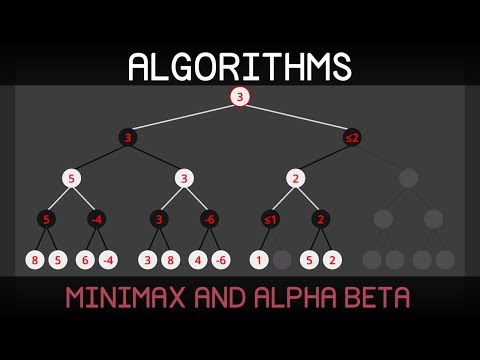 ALGORITHMS
3
3 ≤2
5 3 2
5 -4 3 -6 ≤1 2
8 5 6 -4 3 8 4 -6 1 5 2
MINIMAX AND ALPHA BETA